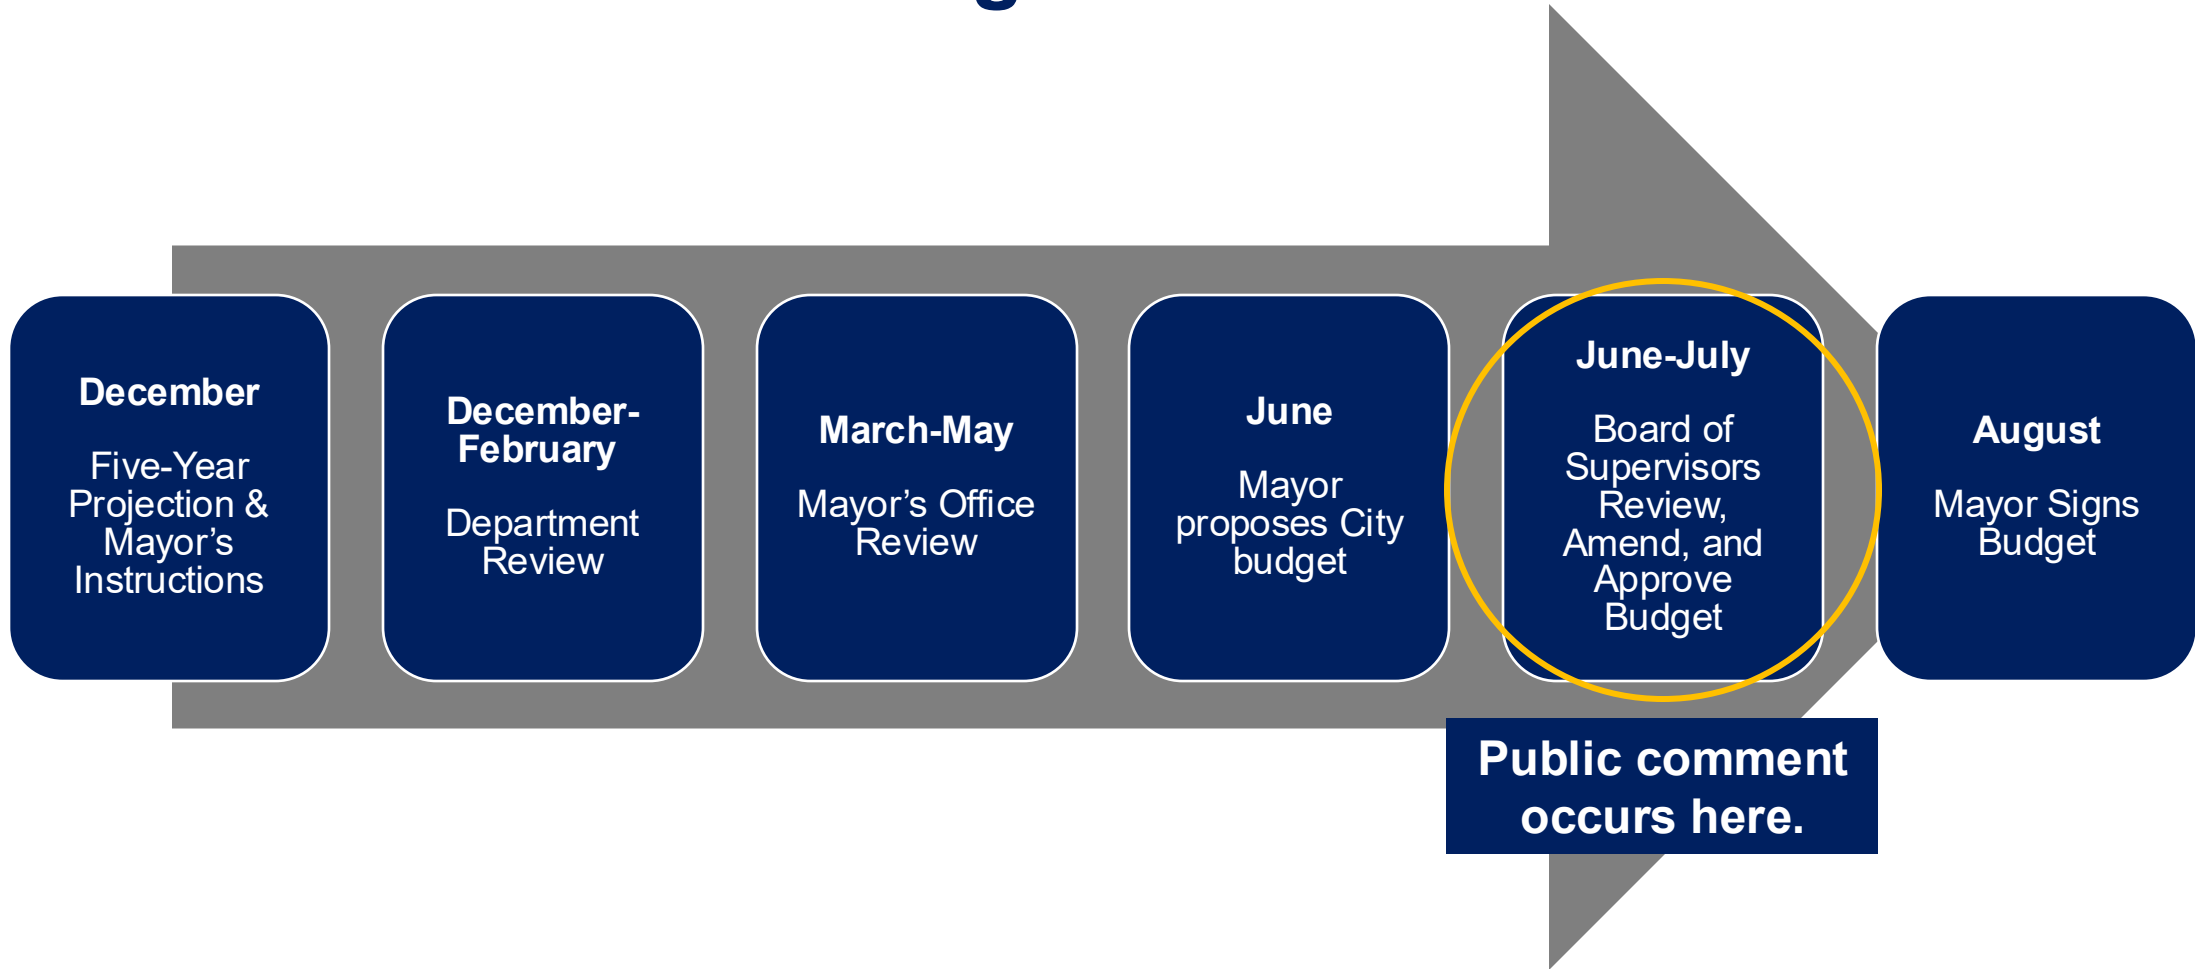 December
Five-Year
Projection &
Mayor’s
Instructions
December-
February
Department
Review
March-May
Mayor’s Office
Review
June
Mayor
proposes City
budget
June-July
Board of
Supervisors
Review,
Amend, and
Approve
Budget
August
Mayor Signs
Budget
Public comment
occurs here.